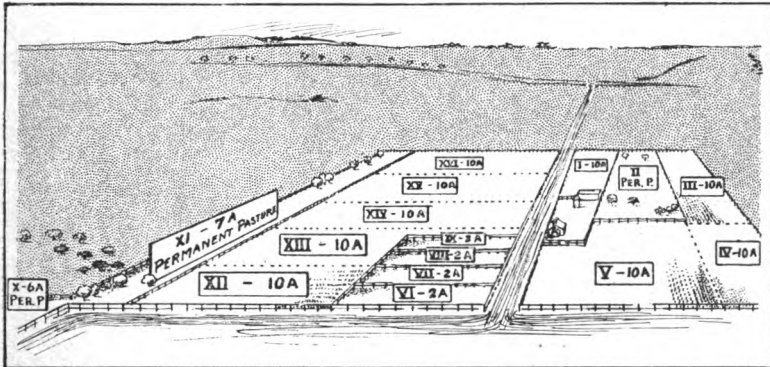 XVI-10A
I-10A
II
PER. P.
III-10A
XV-10A
XIV-10A
XI - 7A
PERMANENT PASTURE
XIII - 10A
IX-2A
VIII-2A
VII-2A
VI-2A
IV-10A
V-10A
X-6A
PER. P.
XII - 10A